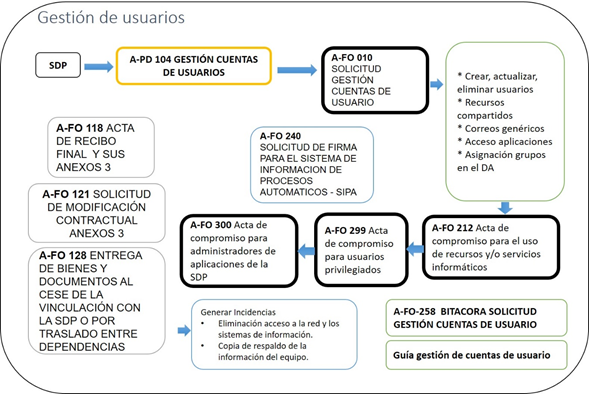 Gestión de usuarios
SDP
A-PD 104 GESTIÓN CUENTAS
DE USUARIOS
A-FO 010
SOLICITUD
GESTIÓN
CUENTAS DE
USUARIO
* Crear, actualizar,
eliminar usuarios
* Recursos
compartidos
* Correos genéricos
* Acceso aplicaciones
* Asignación grupos
en el DA
A-FO 118 ACTA
DE RECIBO
FINAL Y SUS
ANEXOS 3
A-FO 240
SOLICITUD DE FIRMA
PARA EL SISTEMA DE
INFORMACION DE
PROCESOS
AUTOMATICOS - SIPA
A-FO 121 SOLICITUD
DE MODIFICACIÓN
CONTRACTUAL
ANEXOS 3
A-FO 300 Acta de
compromiso para
administradores de
aplicaciones de la
SDP
A-FO 299 Acta
de compromiso
para usuarios
privilegiados
A-FO 212 Acta de
compromiso para el uso
de recursos y/o servicios
informáticos
A-FO 128 ENTREGA
DE BIENES Y
DOCUMENTOS AL
CESE DE LA
VINCULACIÓN CON
LA SDP O POR
TRASLADO ENTRE
DEPENDENCIAS
Generar Incidencias
• Eliminación acceso a la red y los
sistemas de información.
• Copia de respaldo de la
información del equipo.
A-FO-258 BITACORA SOLICITUD
GESTIÓN CUENTAS DE USUARIO
Guía gestión de cuentas de usuario